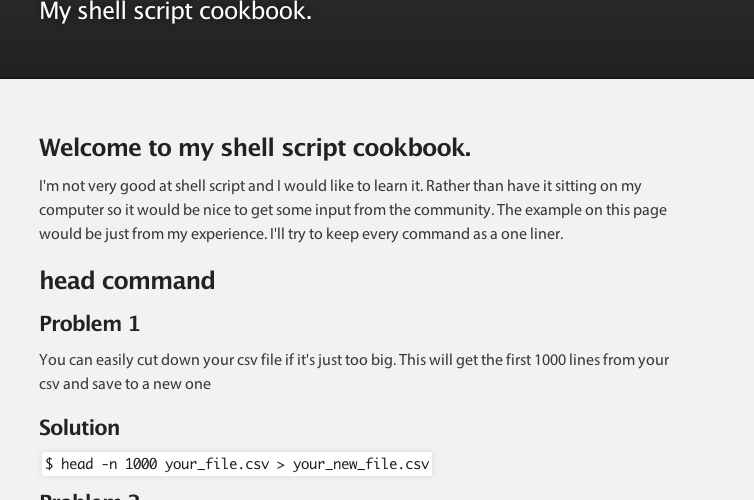 My shell script cookbook.
Welcome to my shell script cookbook.
I'm not very good at shell script and I would like to learn it. Rather than have it sitting on my
computer so it would be nice to get some input from the community. The example on this page
would be just from my experience. I'll try to keep every command as a one liner.
head command
Problem 1
You can easily cut down your csv file if it's just too big. This will get the first 1000 lines from your
csv and save to a new one
Solution
$ head -n 1000 your_file.csv > your_new_file.csv
Problem 2